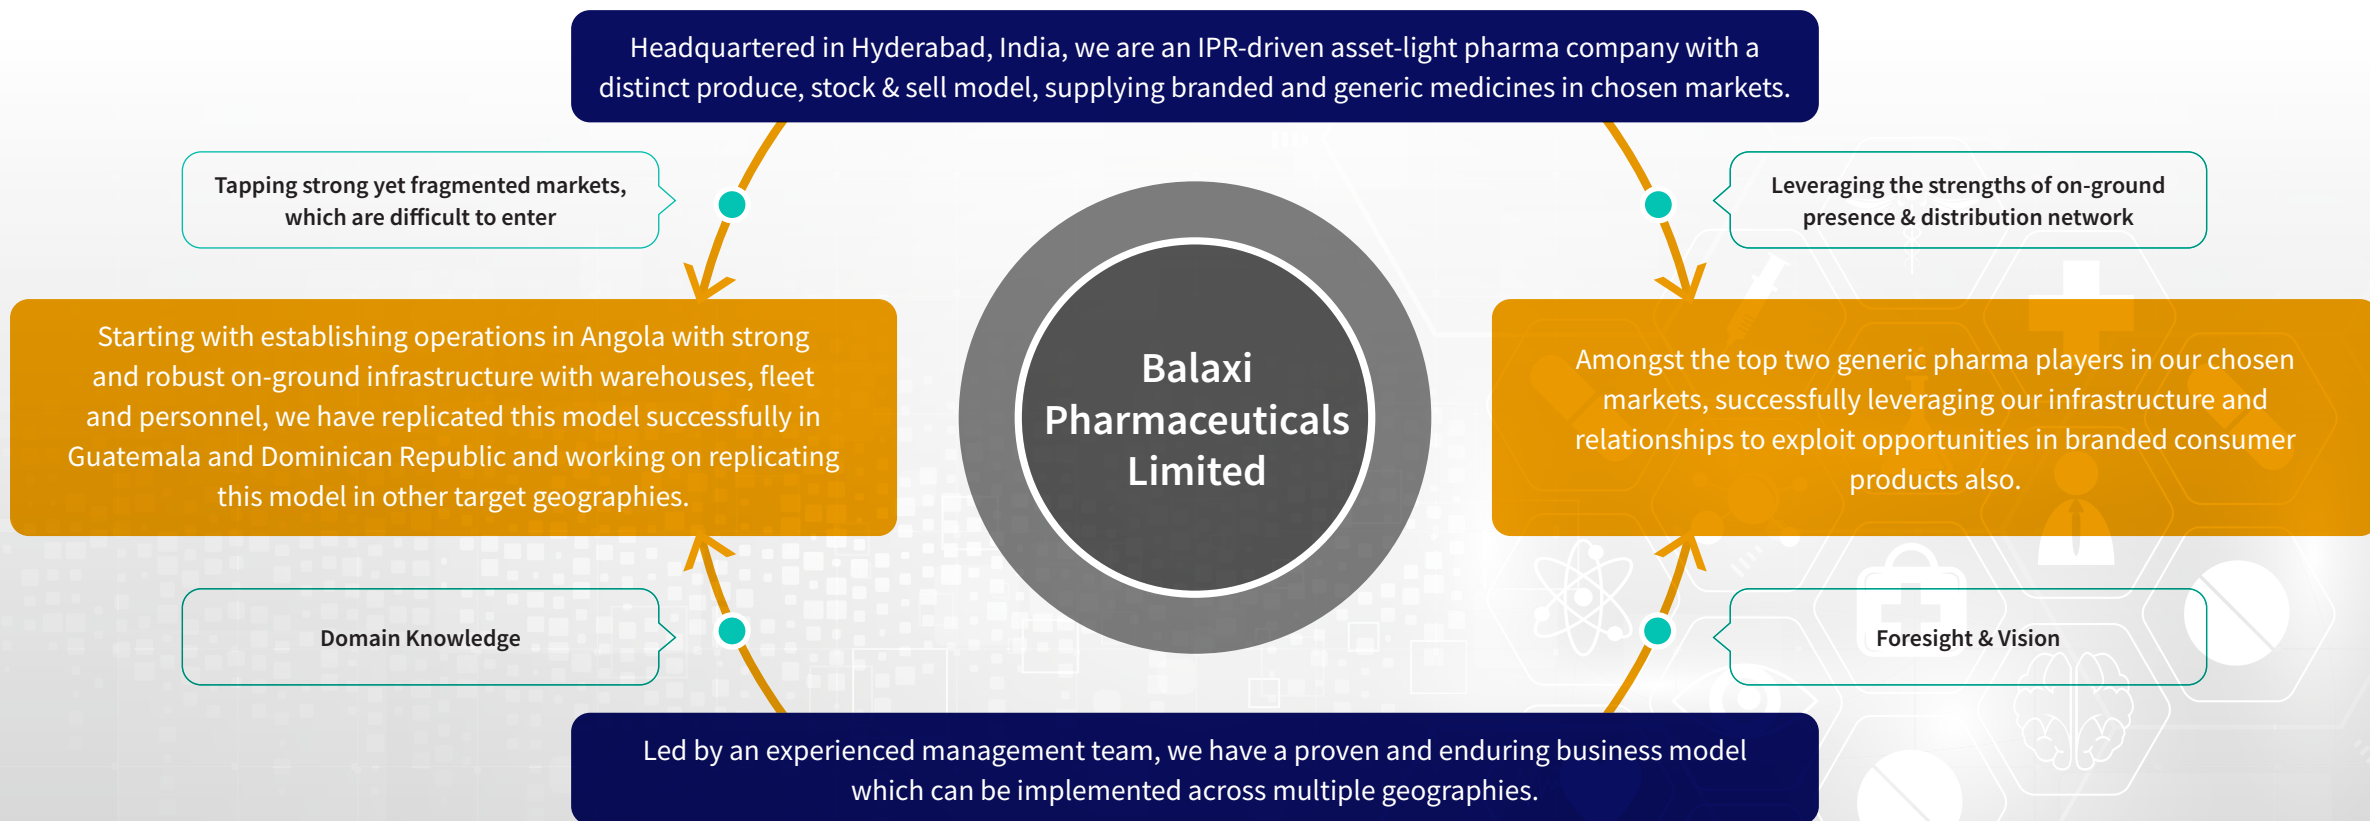 Headquartered in Hyderabad, India, we are an IPR-driven asset-light pharma company with a
distinct produce, stock & sell model, supplying branded and generic medicines in chosen markets.
Tapping strong yet fragmented markets,
which are difficult to enter
Leveraging the strengths of on-ground
presence & distribution network
Starting with establishing operations in Angola with strong
and robust on-ground infrastructure with warehouses, fleet
and personnel, we have replicated this model successfully in
Guatemala and Dominican Republic and working on replicating
this model in other target geographies.
Balaxi
Pharmaceuticals
Limited
Amongst the top two generic pharma players in our chosen
markets, successfully leveraging our infrastructure and
relationships to exploit opportunities in branded consumer
products also.
Domain Knowledge
Foresight & Vision
Led by an experienced management team, we have a proven and enduring business model
which can be implemented across multiple geographies.